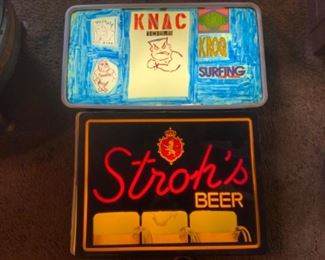 KNAC
KROQ
SURFING
Stroh's
BEER